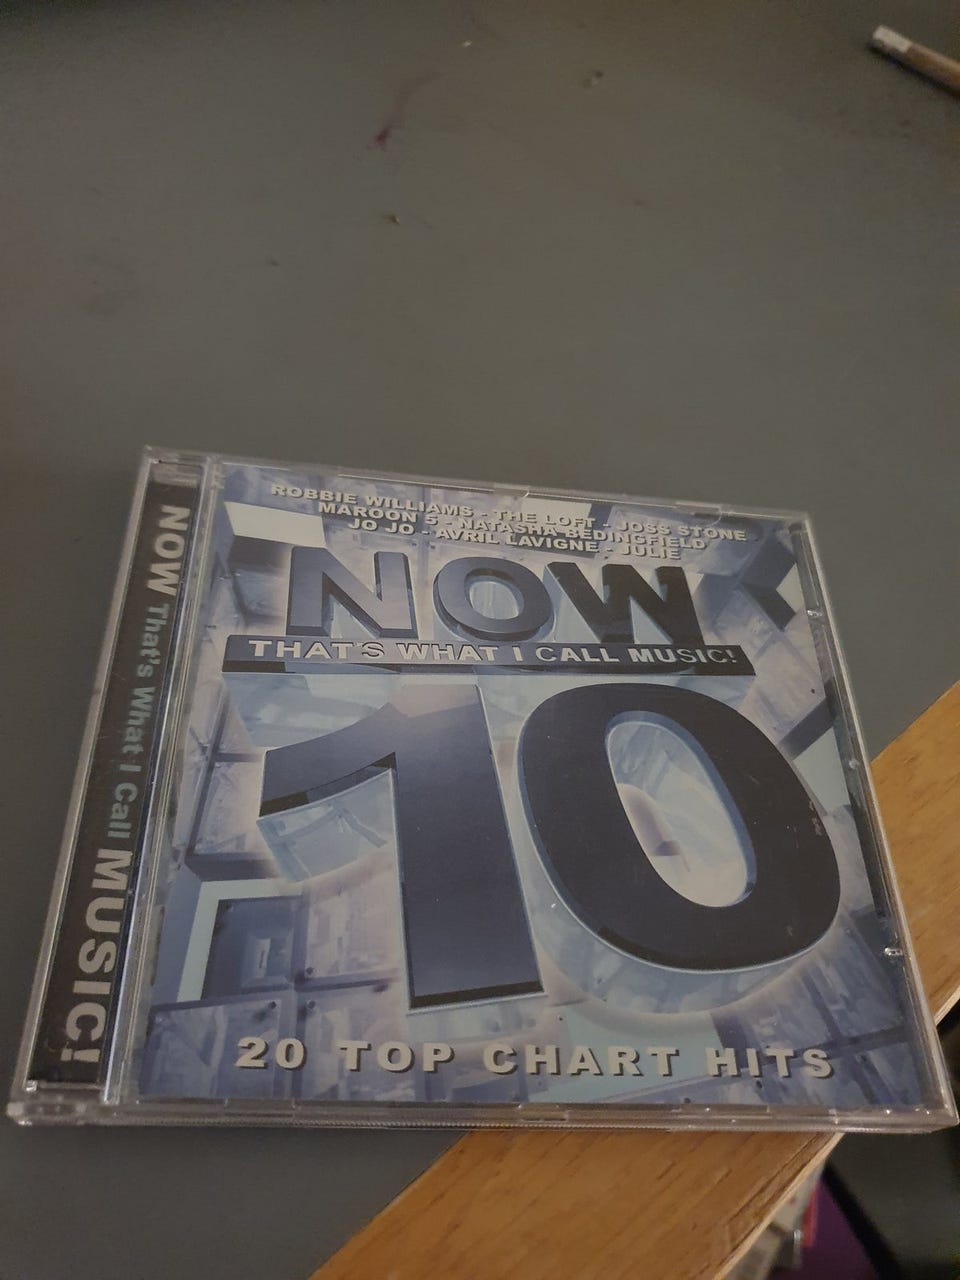 ROBBIE WILLIAMS - THE LOFT - JOSS STONE
MAROON 5 - NATASHA BEDINGFIELD
JO JO - AVRIL LAVIGNE - JULIE
NOW
THAT'S WHAT I CALL MUSIC!
10
20 TOP CHART HITS
NOW That's What I Call MUSIC!